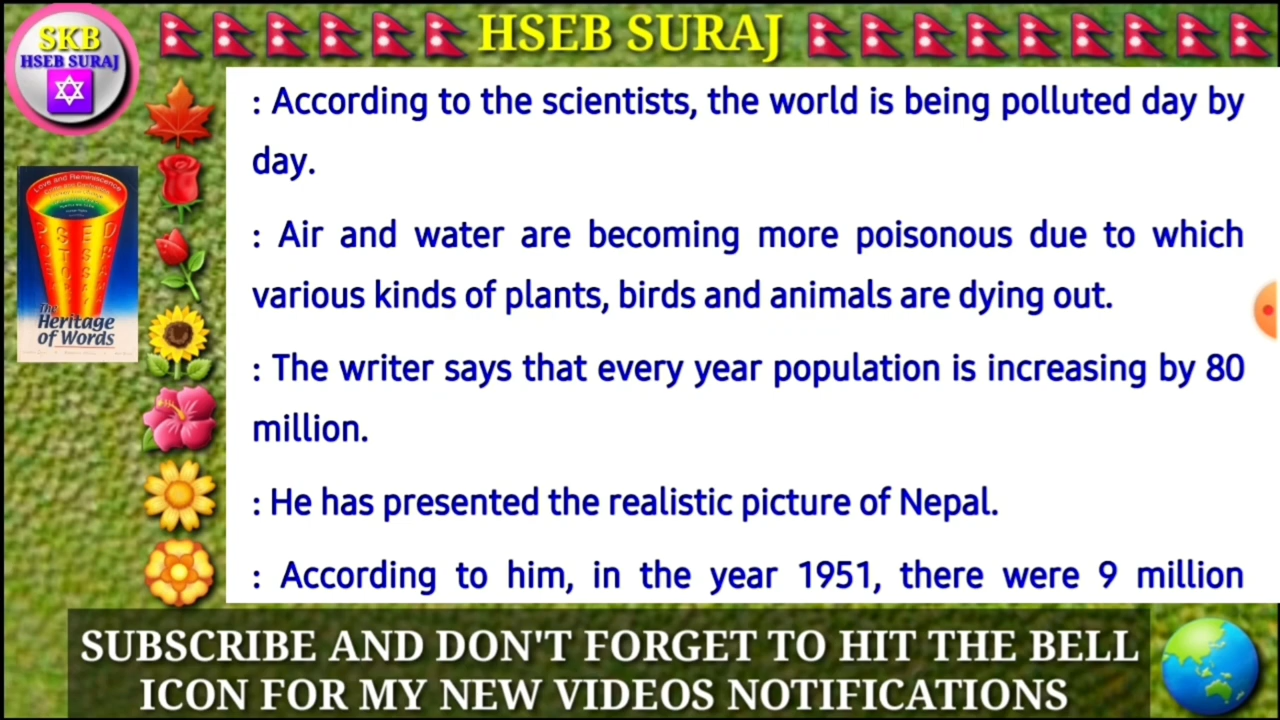 HSEB SURAJ
SKB
HSEB SURAJ
: According to the scientists, the world is being polluted day by
day.
: Air and water are becoming more poisonous due to which
various kinds of plants, birds and animals are dying out.
: The writer says that every year population is increasing by 80
million.
: He has presented the realistic picture of Nepal.
: According to him, in the year 1951, there were 9 million
Love and Reminiscence
The
Heritage
of Words
SUBSCRIBE AND DON'T FORGET TO HIT THE BELL
ICON FOR MY NEW VIDEOS NOTIFICATIONS